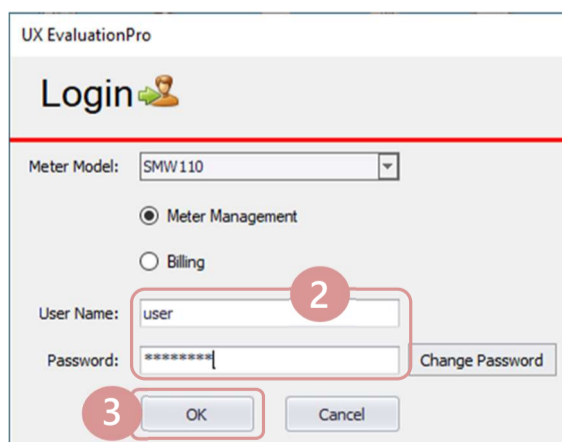 UX EvaluationPro
Login
Meter Model: SMW110
Meter Management
Billing
2
User Name: user
Password: ******** Change Password
3 OK Cancel